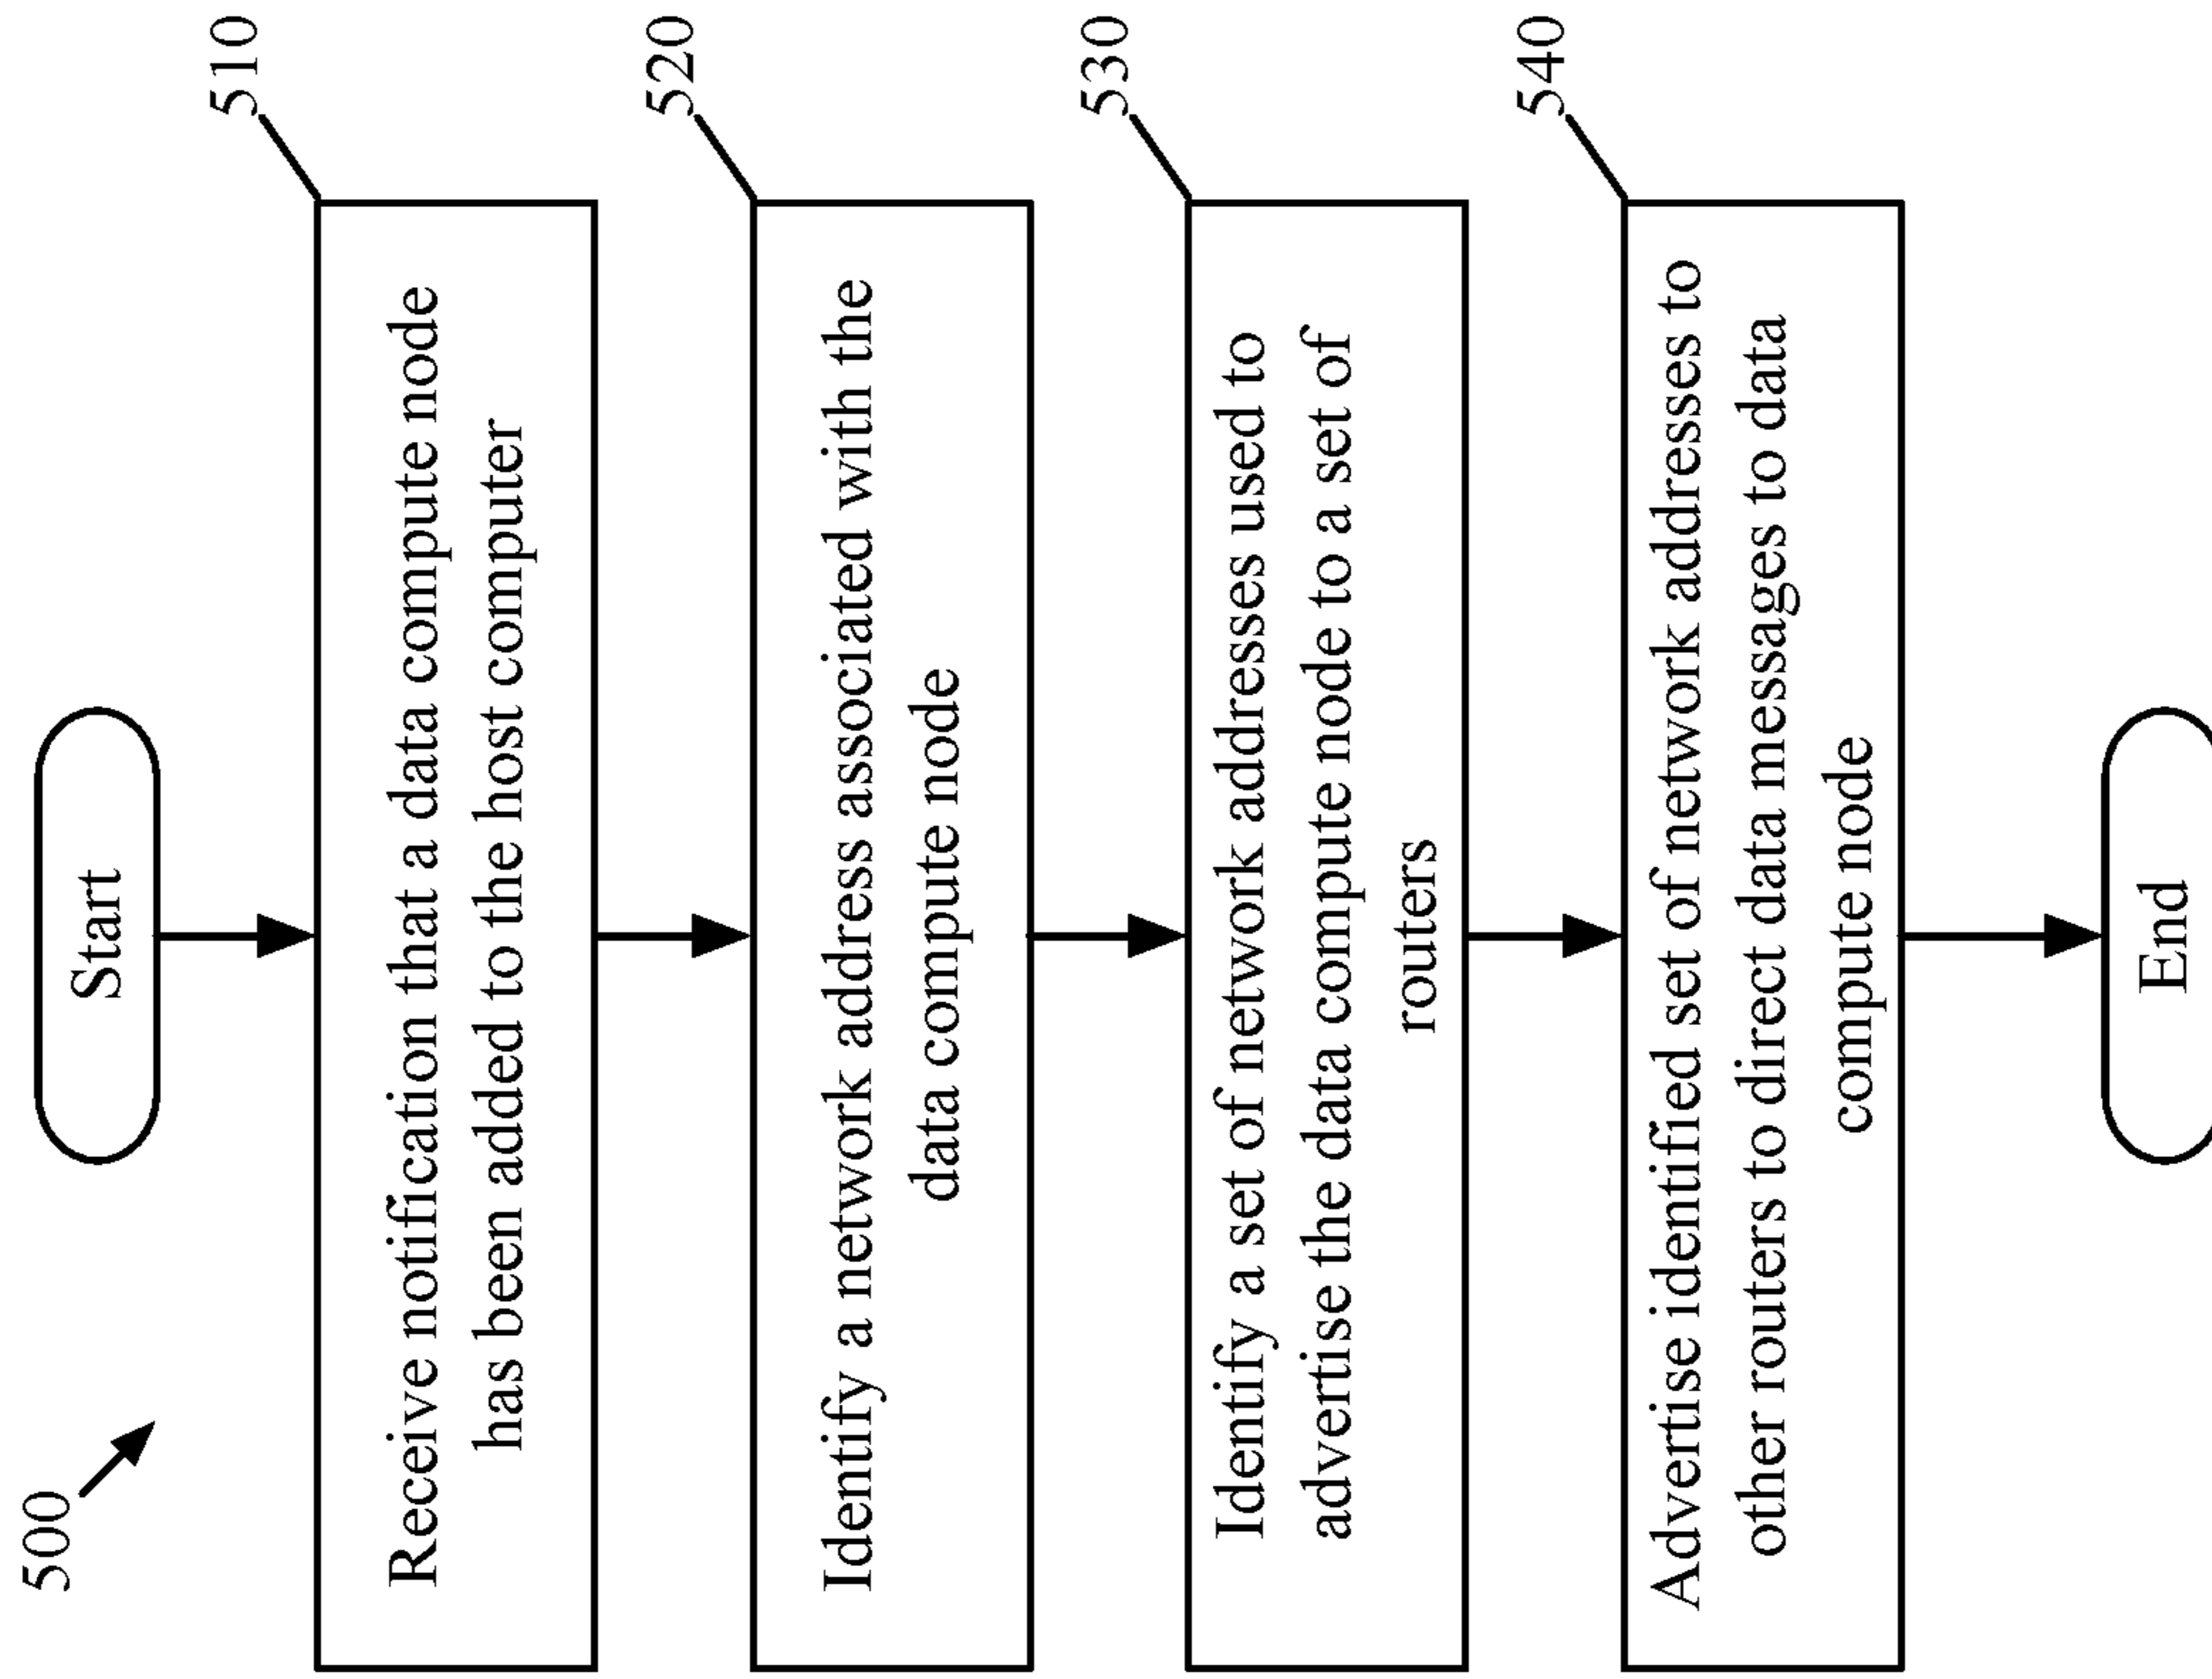 500
Start
510
Receive notification that a data compute node
has been added to the host computer
520
Identify a network address associated with the
data compute node
530
Identify a set of network addresses used to
advertise the data compute node to a set of
routers
540
Advertise identified set of network addresses to
other routers to direct data messages to data
compute node
End